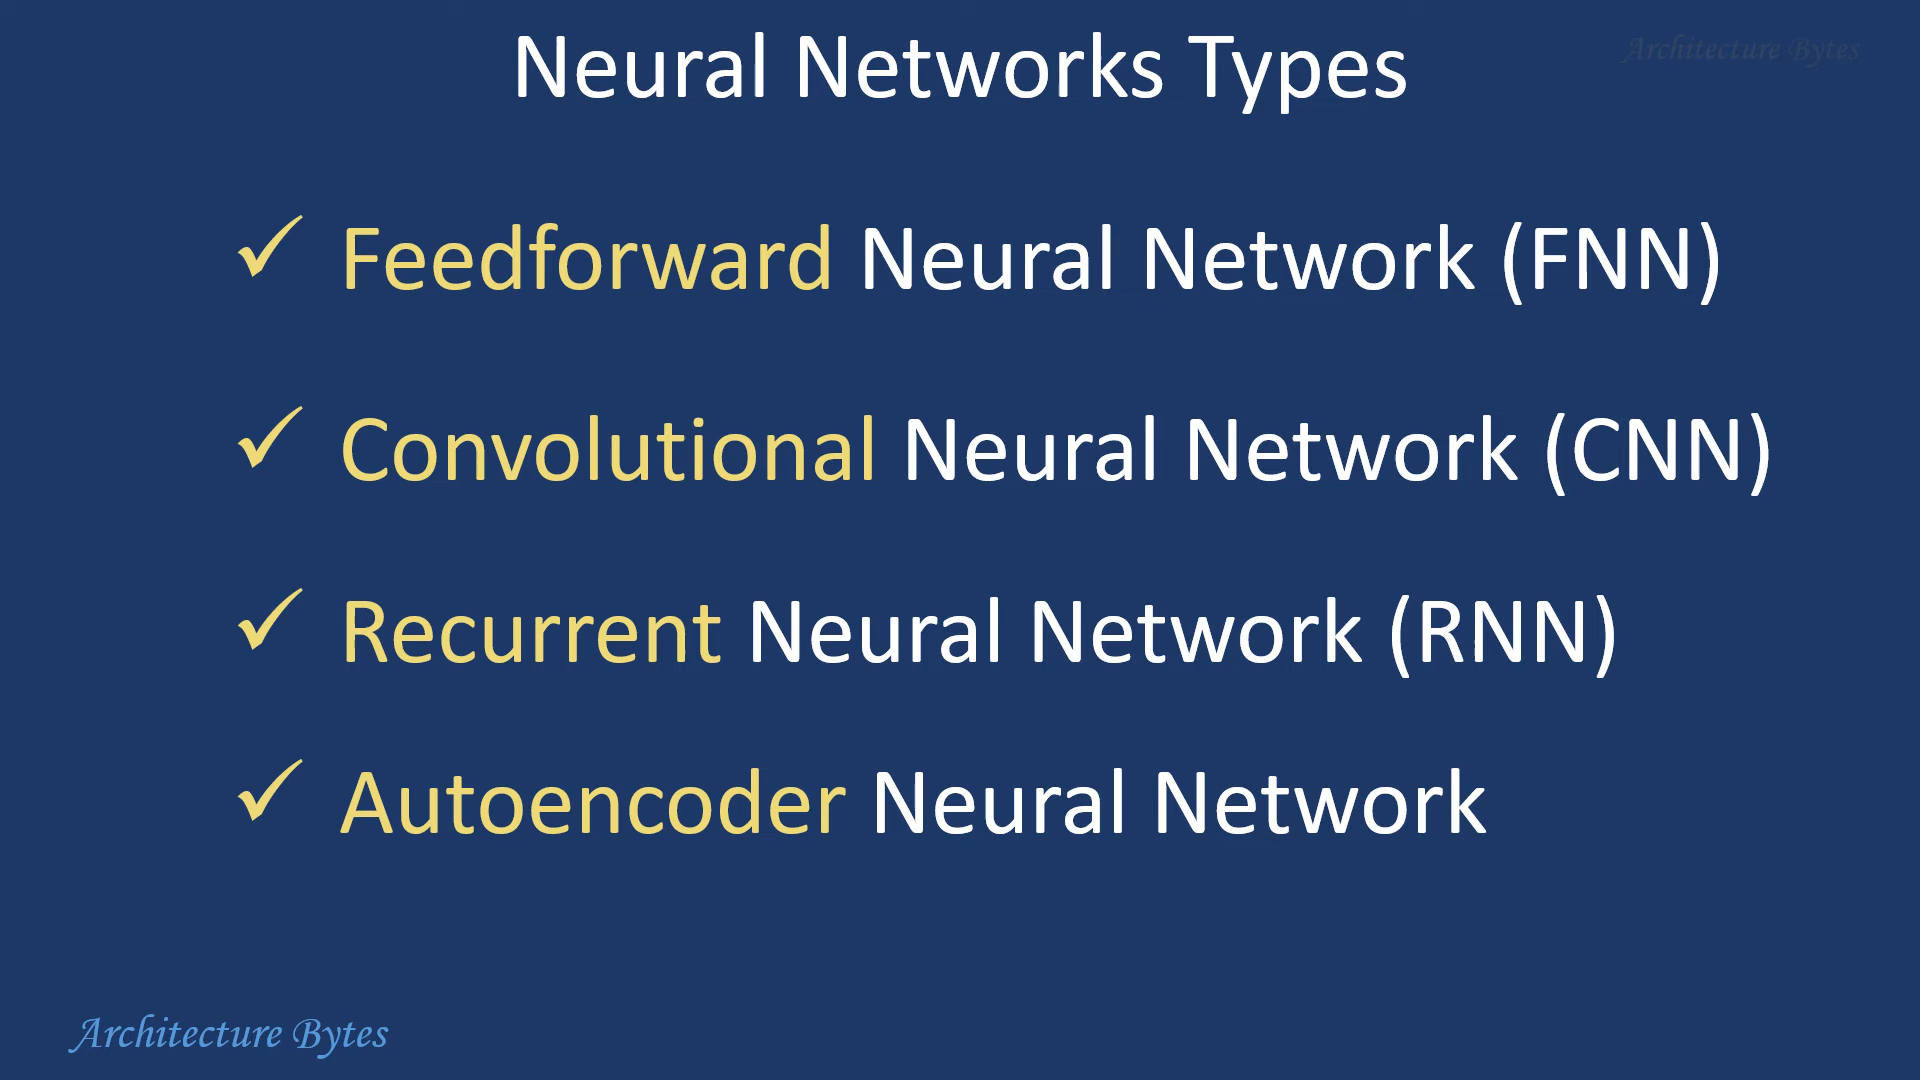 Neural Networks Types
Architecture Bytes
✓ Feedforward Neural Network (FNN)
✓ Convolutional Neural Network (CNN)
✓ Recurrent Neural Network (RNN)
✓ Autoencoder Neural Network
Architecture Bytes